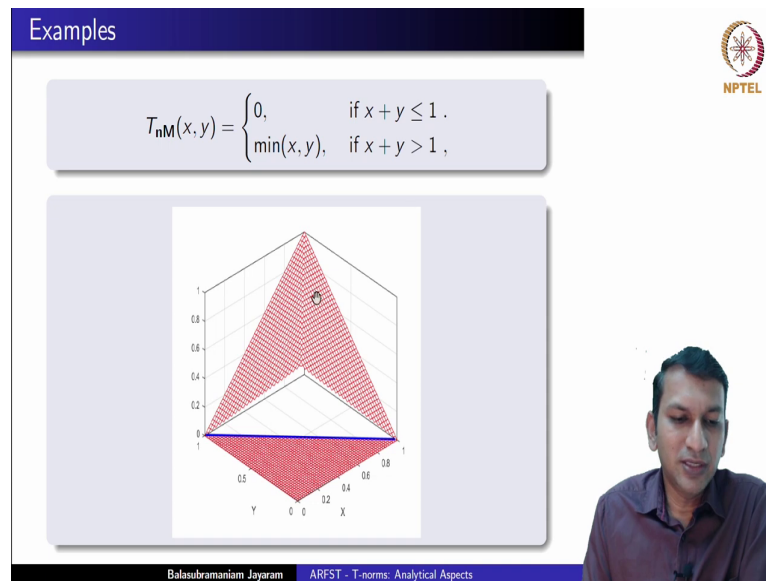 Examples
NPTEL
T_nM(x, y) = { 0, if x + y ≤ 1 .
min(x, y), if x + y > 1 ,
1
0.8
0.6
0.4
0.2
0
1
0.5
0
Y
0
0.2
0.4
0.6
0.8
1
X
Balasubramaniam Jayaram ARFST - T-norms: Analytical Aspects